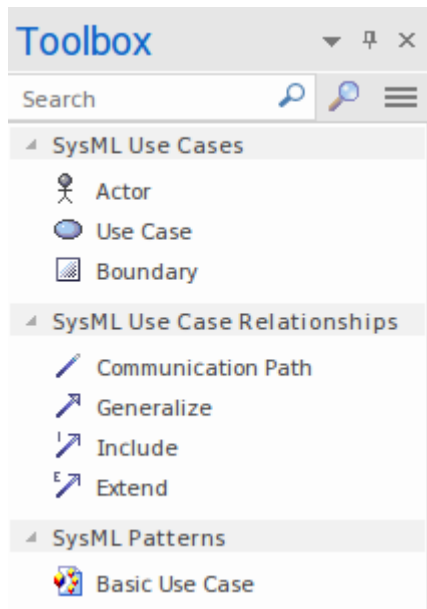 Toolbox
Search
SysML Use Cases
Actor
Use Case
Boundary
SysML Use Case Relationships
Communication Path
Generalize
I
Include
E
Extend
SysML Patterns
Basic Use Case